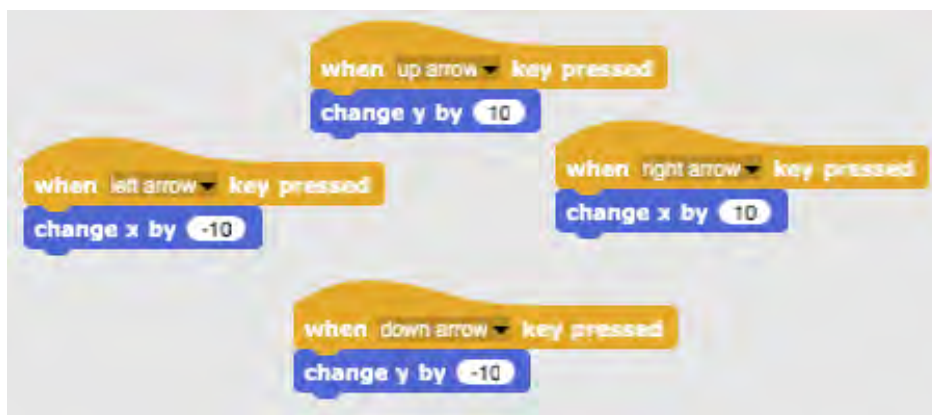 when up arrow key pressed
change y by 10
when left arrow key pressed
change x by -10
when right arrow key pressed
change x by 10
when down arrow key pressed
change y by -10